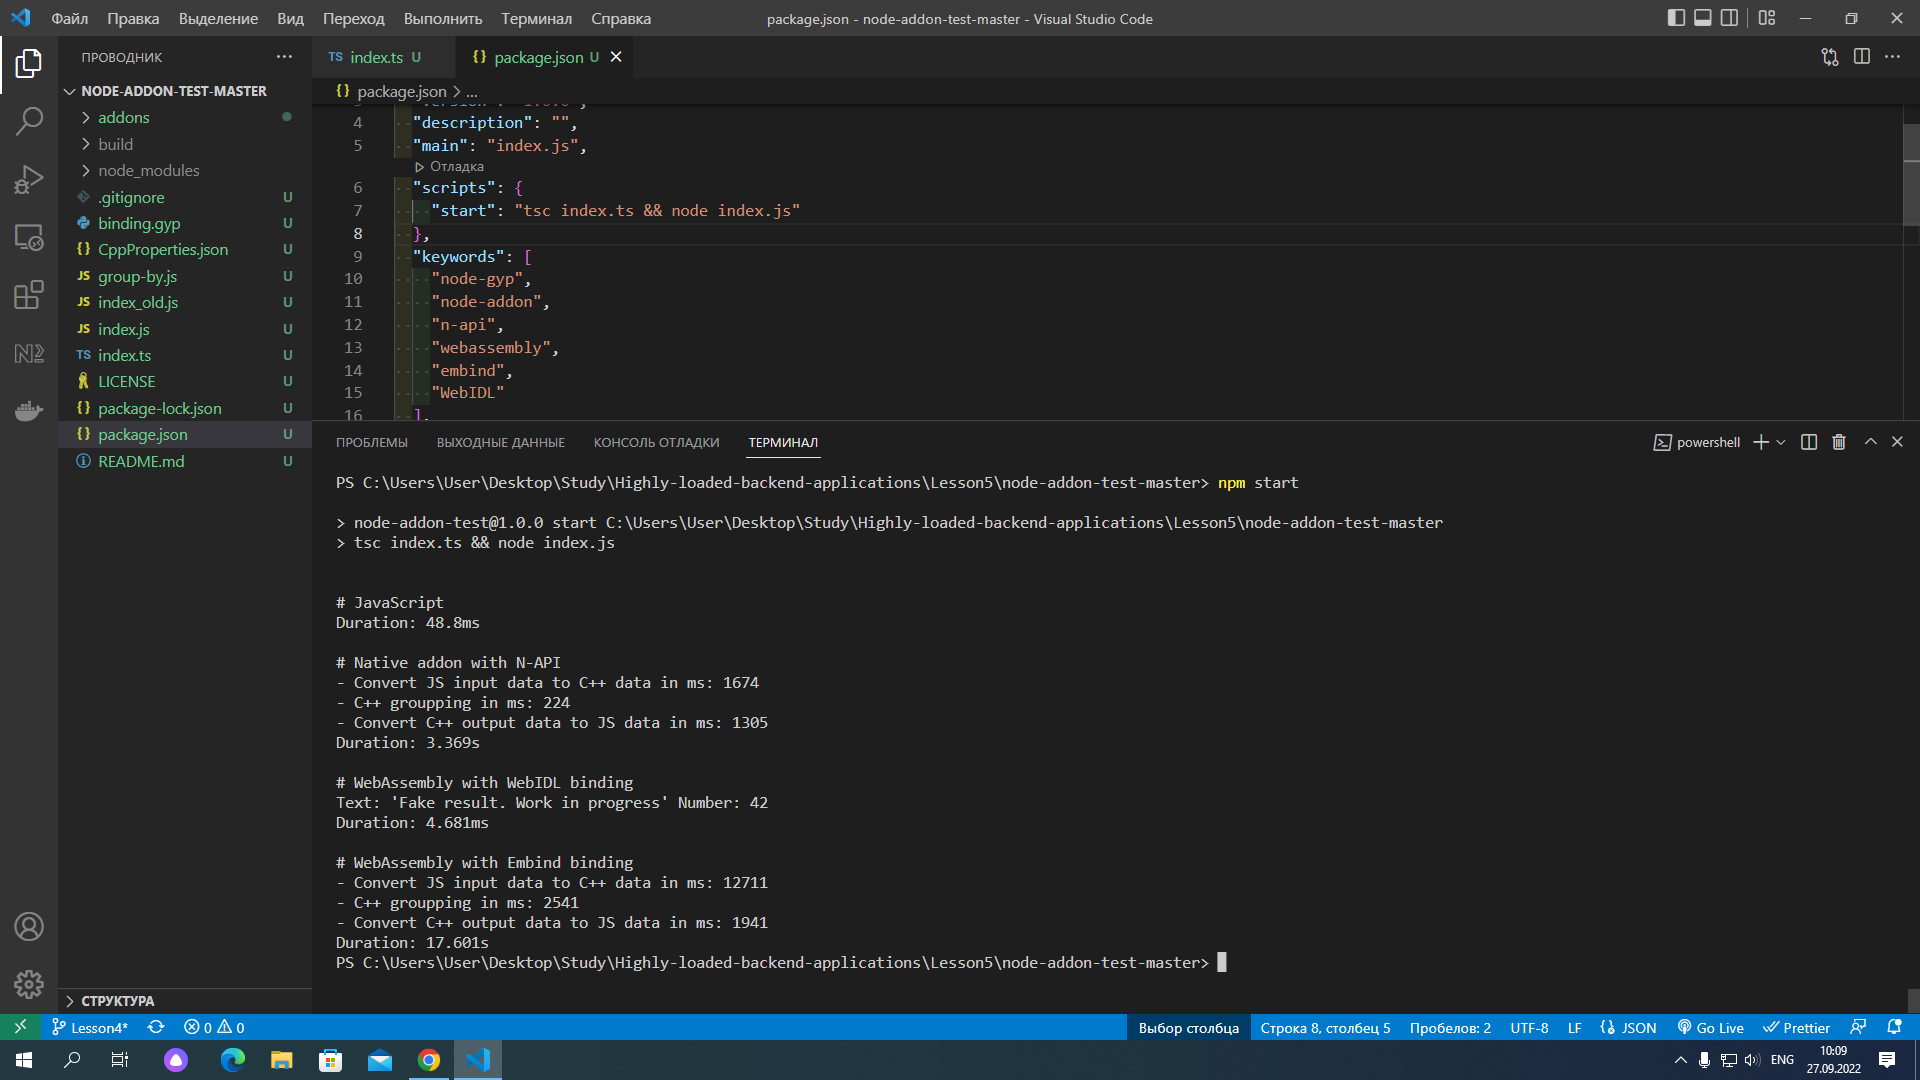 Файл Правка Выделение Вид Переход Выполнить Терминал Справка
package.json - node-addon-test-master - Visual Studio Code
ПРОВОДНИК
NODE-ADDON-TEST-MASTER
addons
build
node_modules
.gitignore U
binding.gyp U
{} CppProperties.json U
JS group-by.js U
JS index_old.js U
JS index.js U
TS index.ts U
LICENSE U
{} package-lock.json U
{} package.json U
README.md U
СТРУКТУРА
TS index.ts U
{} package.json U
{} package.json > ...
4 "description": "",
5 "main": "index.js",
Отладка
6 "scripts": {
7 "start": "tsc index.ts && node index.js"
8 },
9 "keywords": [
10 "node-gyp",
11 "node-addon",
12 "n-api",
13 "webassembly",
14 "embind",
15 "WebIDL"
16 ],
ПРОБЛЕМЫ ВЫХОДНЫЕ ДАННЫЕ КОНСОЛЬ ОТЛАДКИ ТЕРМИНАЛ
powershell
PS C:\Users\User\Desktop\Study\Highly-loaded-backend-applications\Lesson5\node-addon-test-master> npm start
> node-addon-test@1.0.0 start C:\Users\User\Desktop\Study\Highly-loaded-backend-applications\Lesson5\node-addon-test-master
> tsc index.ts && node index.js
# JavaScript
Duration: 48.8ms
# Native addon with N-API
- Convert JS input data to C++ data in ms: 1674
- C++ groupping in ms: 224
- Convert C++ output data to JS data in ms: 1305
Duration: 3.369s
# WebAssembly with WebIDL binding
Text: 'Fake result. Work in progress' Number: 42
Duration: 4.681ms
# WebAssembly with Embind binding
- Convert JS input data to C++ data in ms: 12711
- C++ groupping in ms: 2541
- Convert C++ output data to JS data in ms: 1941
Duration: 17.601s
PS C:\Users\User\Desktop\Study\Highly-loaded-backend-applications\Lesson5\node-addon-test-master>
Lesson4* 0 0 Выбор столбца Строка 8, столбец 5 Пробелов: 2 UTF-8 LF JSON Go Live Prettier
ENG
10:09
27.09.2022